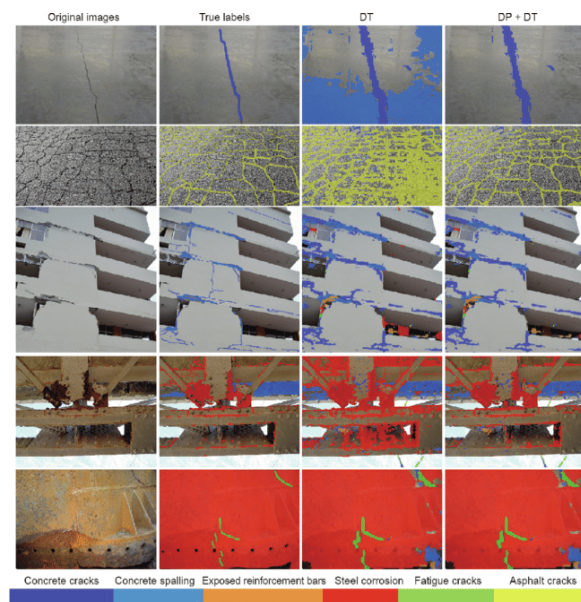 Original images True labels DT DP + DT
Concrete cracks Concrete spalling Exposed reinforcement bars Steel corrosion Fatigue cracks Asphalt cracks